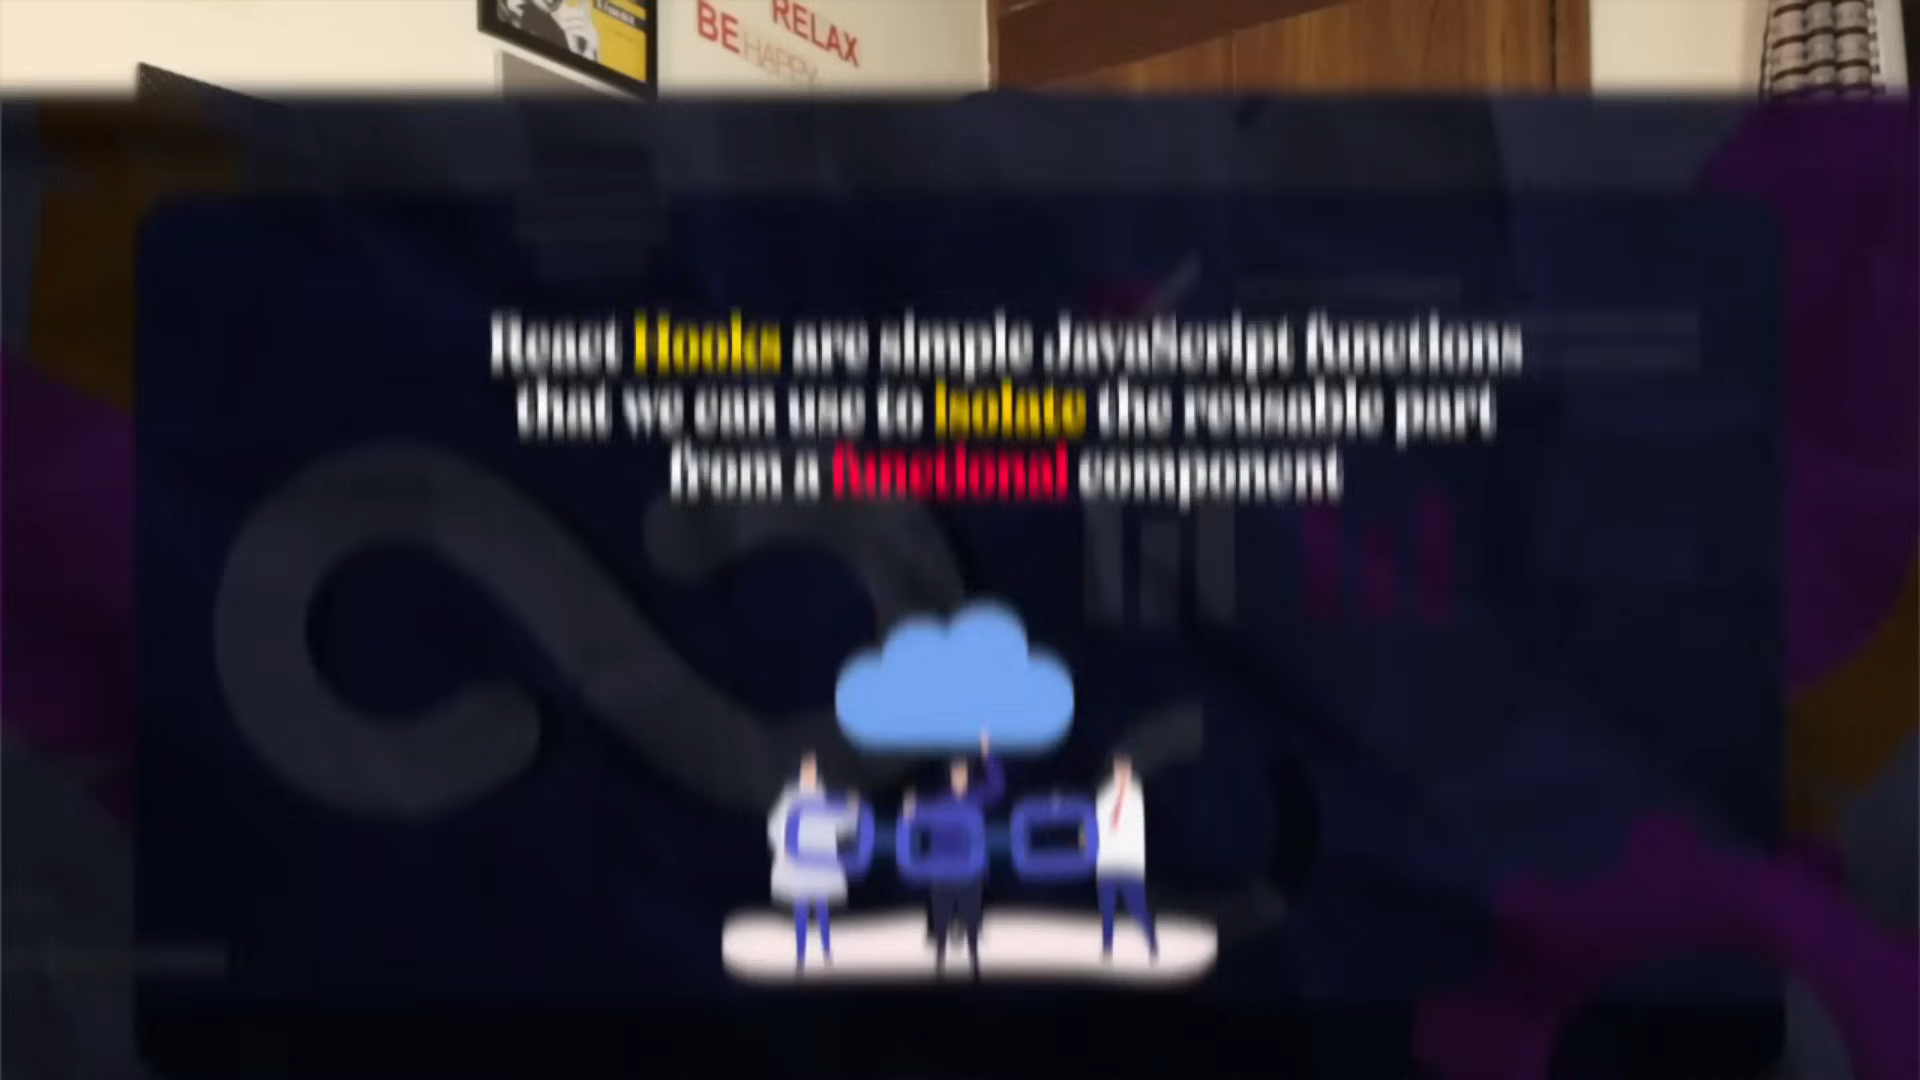 RELAX
BE HAPPY
React Hooks are simple JavaScript functions
that we can use to Isolate the reusable part
from a functional component